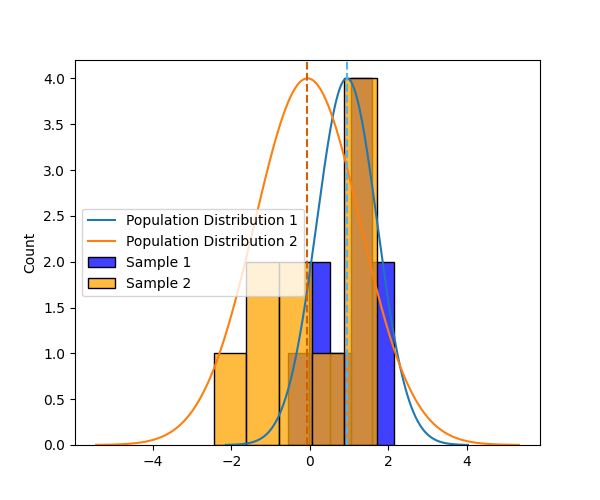 4.0
3.5
3.0
2.5
2.0
1.5
1.0
0.5
0.0
Count
Population Distribution 1
Population Distribution 2
Sample 1
Sample 2
−4 −2 0 2 4